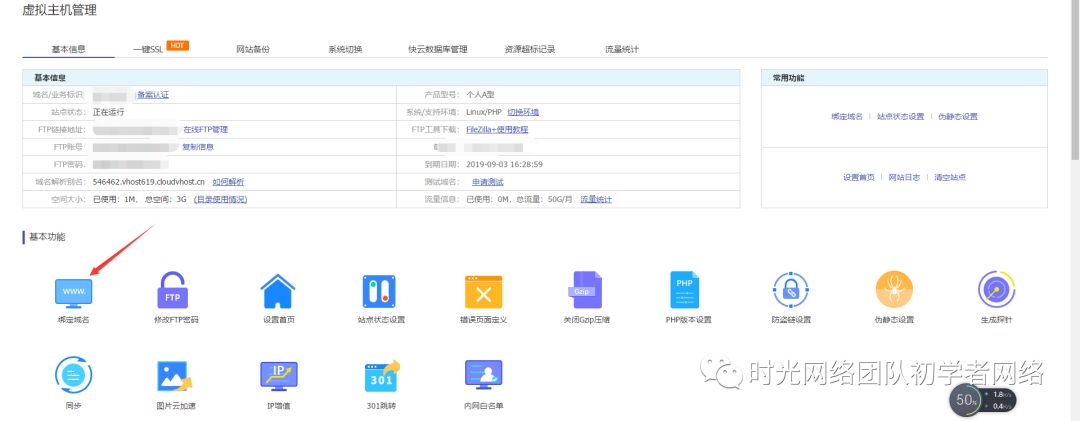 虚拟主机管理
基本信息 一键SSL HOT 网站备份 系统切换 快云数据库管理 资源超标记录 流量统计
基本信息
域名/业务标识: 备案认证 产品型号: 个人A型
站点状态: 正在运行 系统/支持环境: Linux/PHP 切换环境
FTP链接地址: 在线FTP管理 FTP工具下载: FileZilla+使用教程
FTP账号: 复制信息
FTP密码: 到期日期: 2019-09-03 16:28:59
域名解析别名: 546462.vhost619.cloudvhost.cn 如何解析 测试域名: 申请测试
空间大小: 已使用:1M, 总空间:3G (目录使用情况) 流量信息: 已使用:0M, 总流量:50G/月 流量统计
常用功能
绑定域名 | 站点状态设置 | 伪静态设置
设置首页 | 网站日志 | 清空站点
基本功能
www. FTP Gzip PHP
绑定域名 修改FTP密码 设置首页 站点状态设置 错误页面定义 关闭Gzip压缩 PHP版本设置 防盗链设置 伪静态设置 生成探针
IP 301
同步 图片云加速 IP增值 301跳转 内网白名单
时光网络团队初学者网络
50% 1.8K/s
0.4K/s